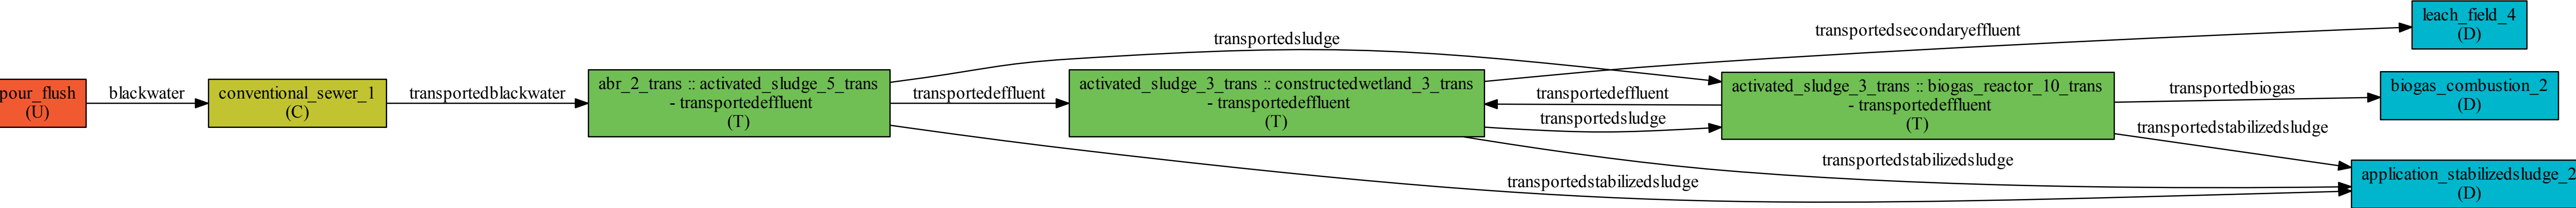 pour_flush
(U)
blackwater
conventional_sewer_1
(C)
transportedblackwater
abr_2_trans :: activated_sludge_5_trans
- transportedeffluent
(T)
transportedsludge
transportedeffluent
transportedstabilizedsludge
activated_sludge_3_trans :: constructedwetland_3_trans
- transportedeffluent
(T)
transportedsecondaryeffluent
transportedeffluent
transportedsludge
transportedstabilizedsludge
activated_sludge_3_trans :: biogas_reactor_10_trans
- transportedeffluent
(T)
transportedbiogas
transportedstabilizedsludge
leach_field_4
(D)
biogas_combustion_2
(D)
application_stabilizedsludge_2
(D)